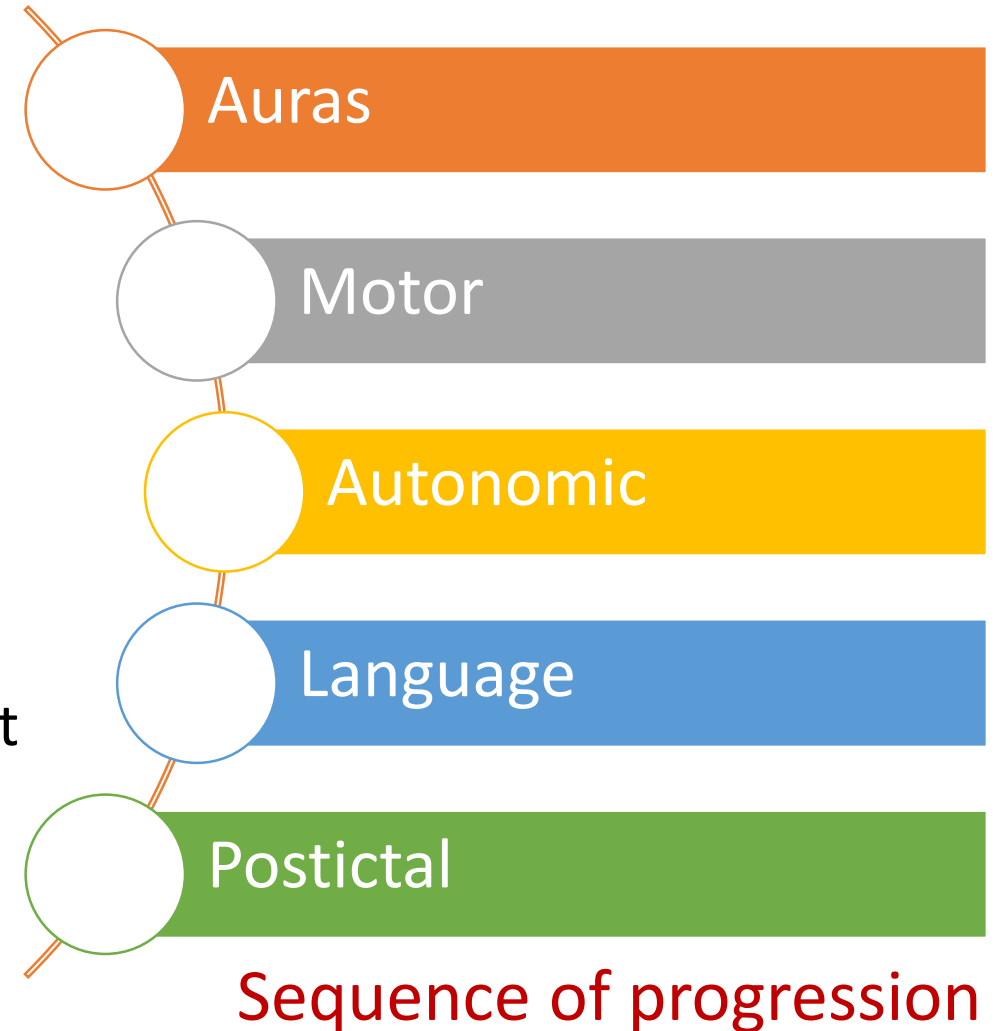 Auras
Motor
Autonomic
Language
t
Postictal
Sequence of progression